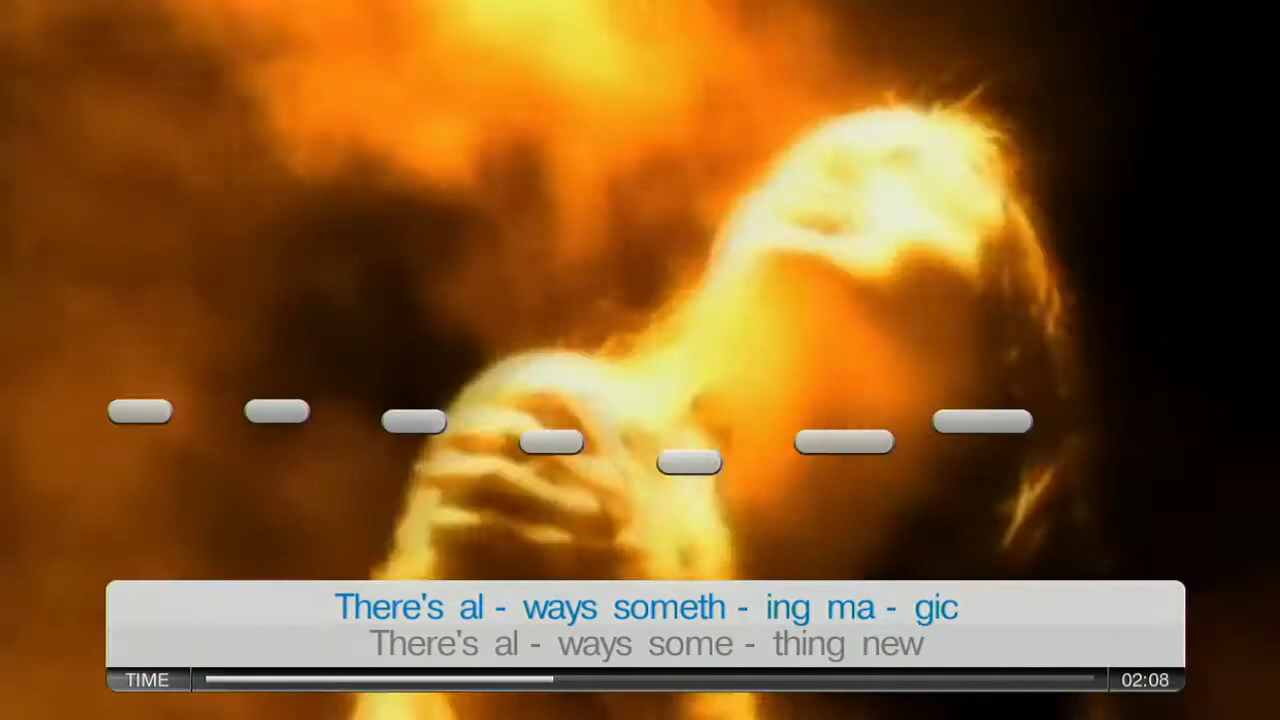 There's al - ways someth - ing ma - gic
There's al - ways some - thing new
TIME 02:08